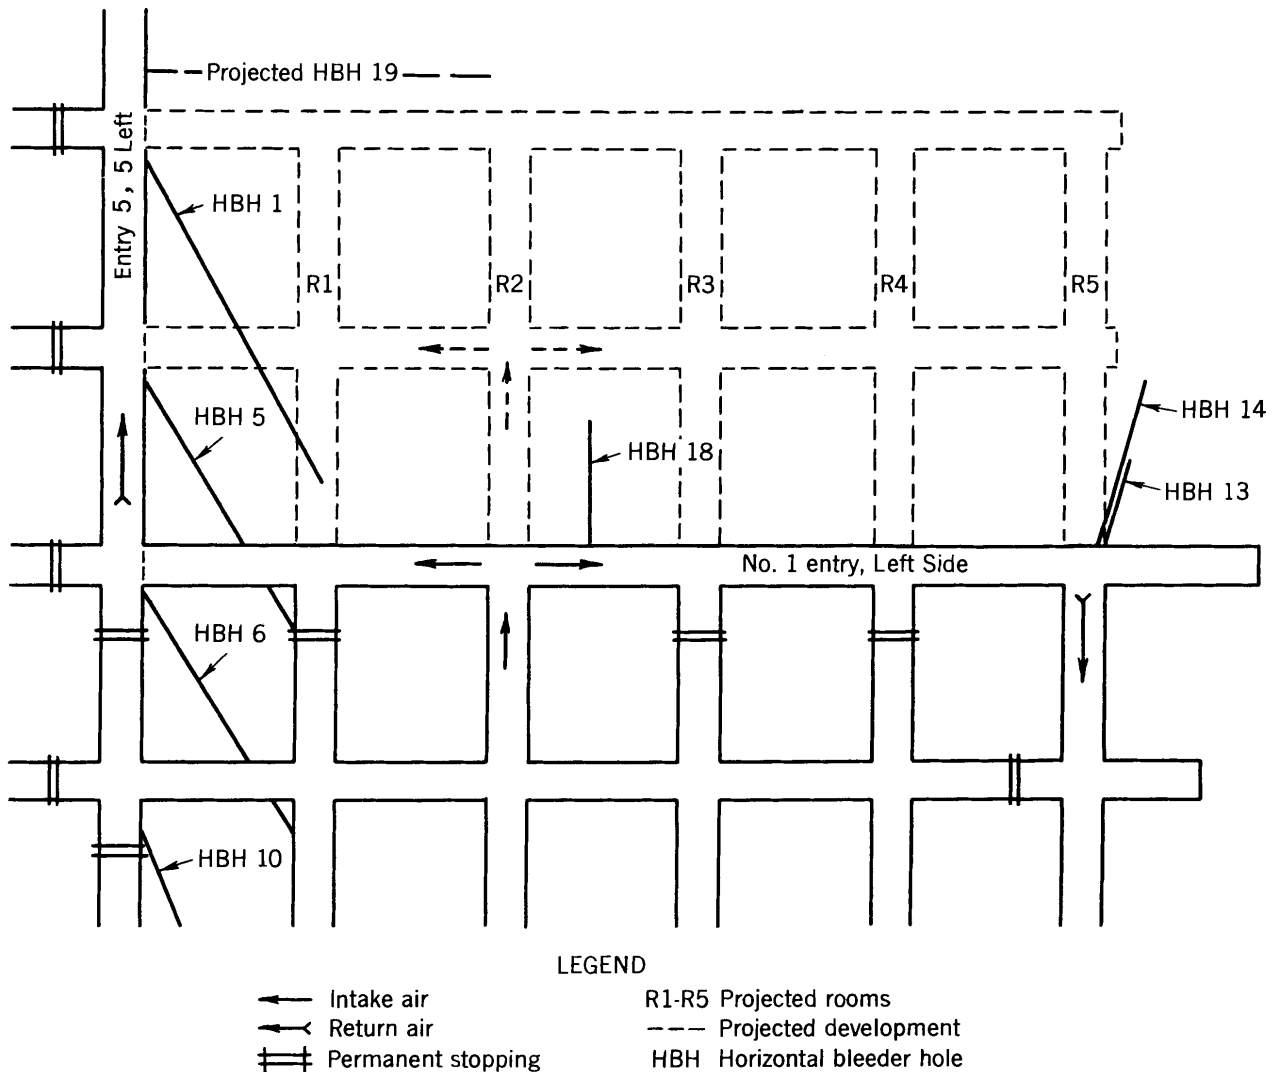 Projected HBH 19
Entry 5, 5 Left
HBH 1
R1
R2
R3
R4
R5
HBH 5
HBH 18
HBH 14
HBH 13
No. 1 entry, Left Side
HBH 6
HBH 10
LEGEND
Intake air
Return air
Permanent stopping
R1-R5 Projected rooms
Projected development
HBH Horizontal bleeder hole